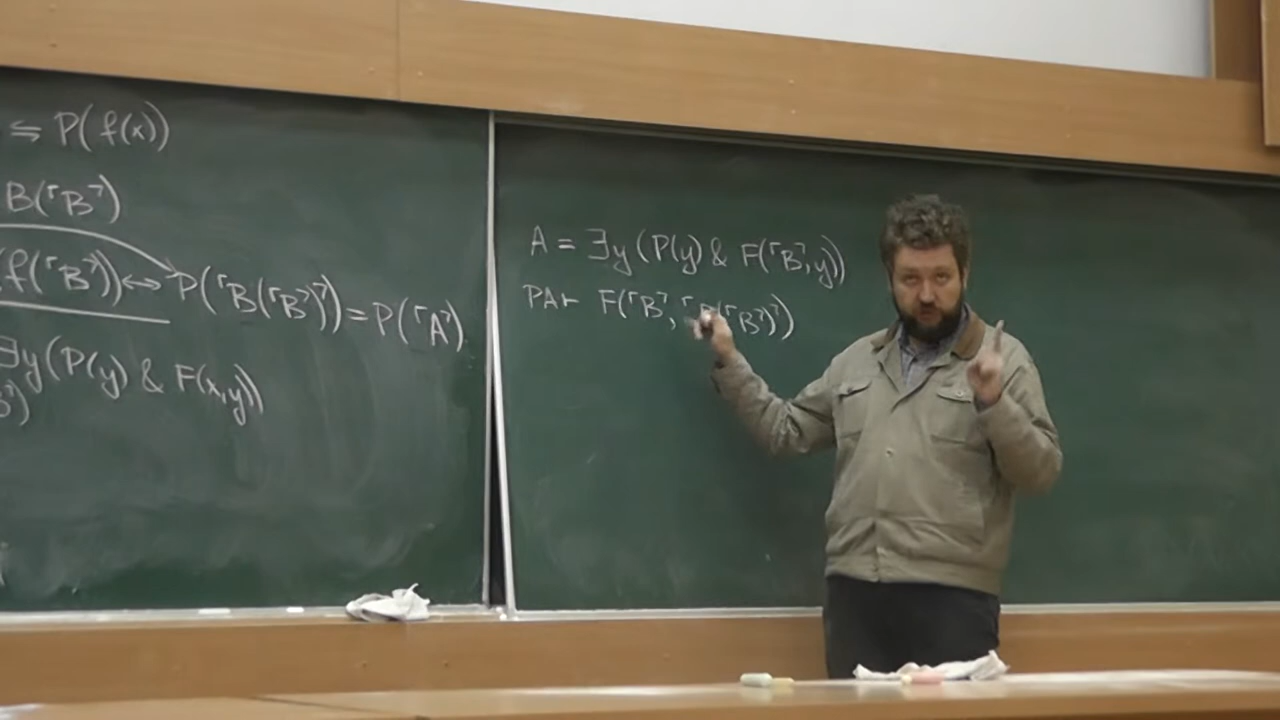 ⇋ P(f(x))
B(⌜B⌝)
(f(⌜B⌝)) ↔ P(⌜B(⌜B⌝)⌝) = P(⌜A⌝)
∃y(P(y) & F(x,y))
A = ∃y(P(y) & F(⌜B⌝,y))
PA⊢ F(⌜B⌝, ⌜B(⌜B⌝)⌝)